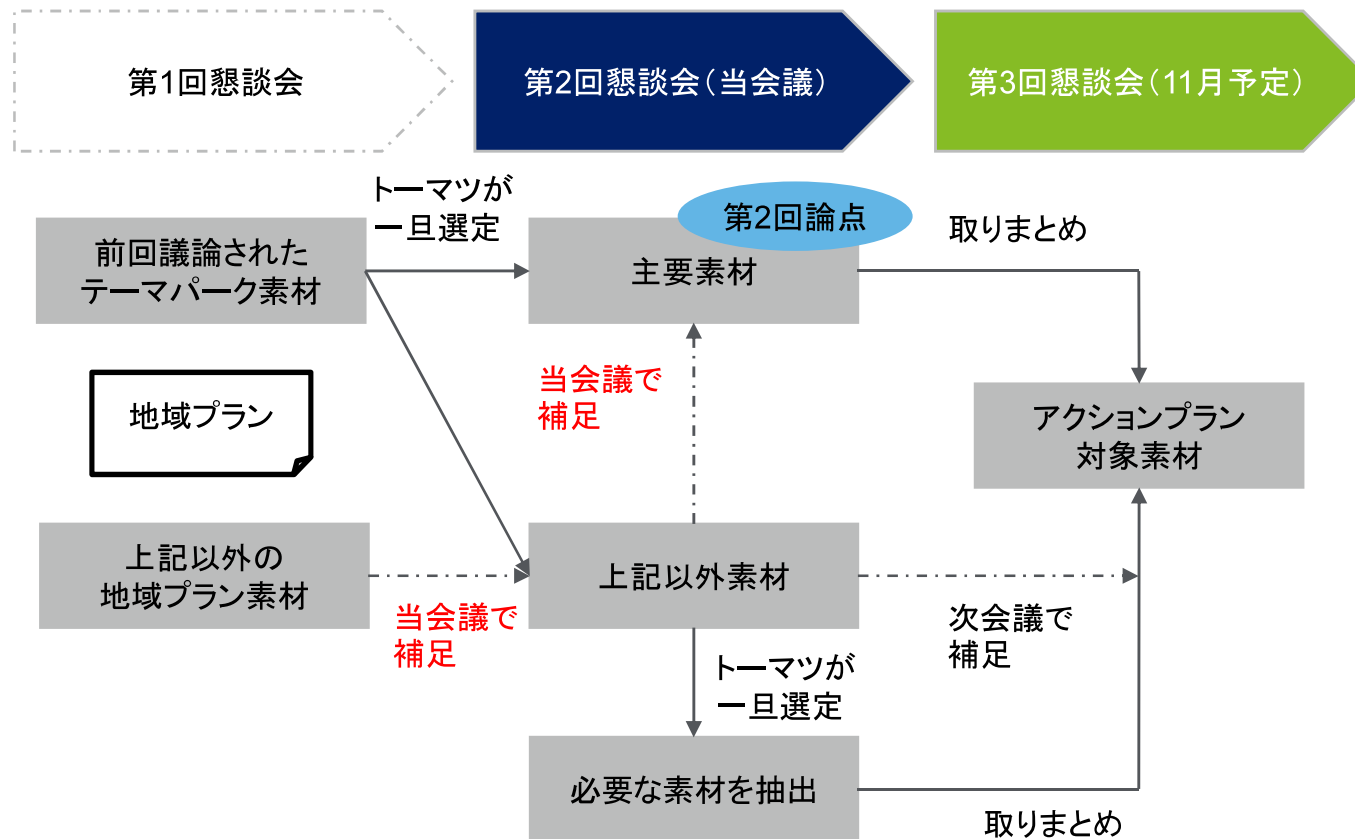 第1回懇談会
第2回懇談会(当会議)
第3回懇談会(11月予定)
トーマツが
一旦選定
第2回論点
取りまとめ
前回議論された
テーマパーク素材
主要素材
当会議で
補足
地域プラン
アクションプラン
対象素材
上記以外の
地域プラン素材
上記以外素材
当会議で
補足
次会議で
補足
トーマツが
一旦選定
必要な素材を抽出
取りまとめ